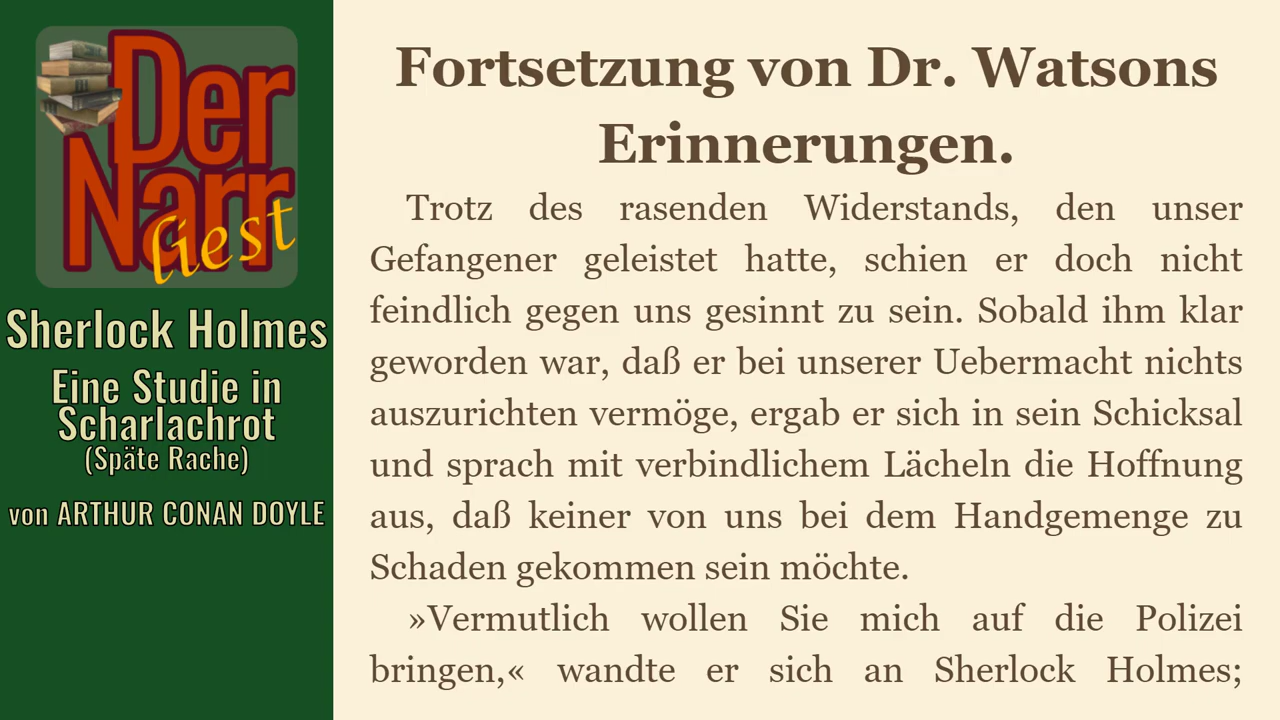 Der
Narr
liest
Sherlock Holmes
Eine Studie in
Scharlachrot
(Späte Rache)
von ARTHUR CONAN DOYLE
Fortsetzung von Dr. Watsons
Erinnerungen.
Trotz des rasenden Widerstands, den unser
Gefangener geleistet hatte, schien er doch nicht
feindlich gegen uns gesinnt zu sein. Sobald ihm klar
geworden war, daß er bei unserer Uebermacht nichts
auszurichten vermöge, ergab er sich in sein Schicksal
und sprach mit verbindlichem Lächeln die Hoffnung
aus, daß keiner von uns bei dem Handgemenge zu
Schaden gekommen sein möchte.
»Vermutlich wollen Sie mich auf die Polizei
bringen,« wandte er sich an Sherlock Holmes;